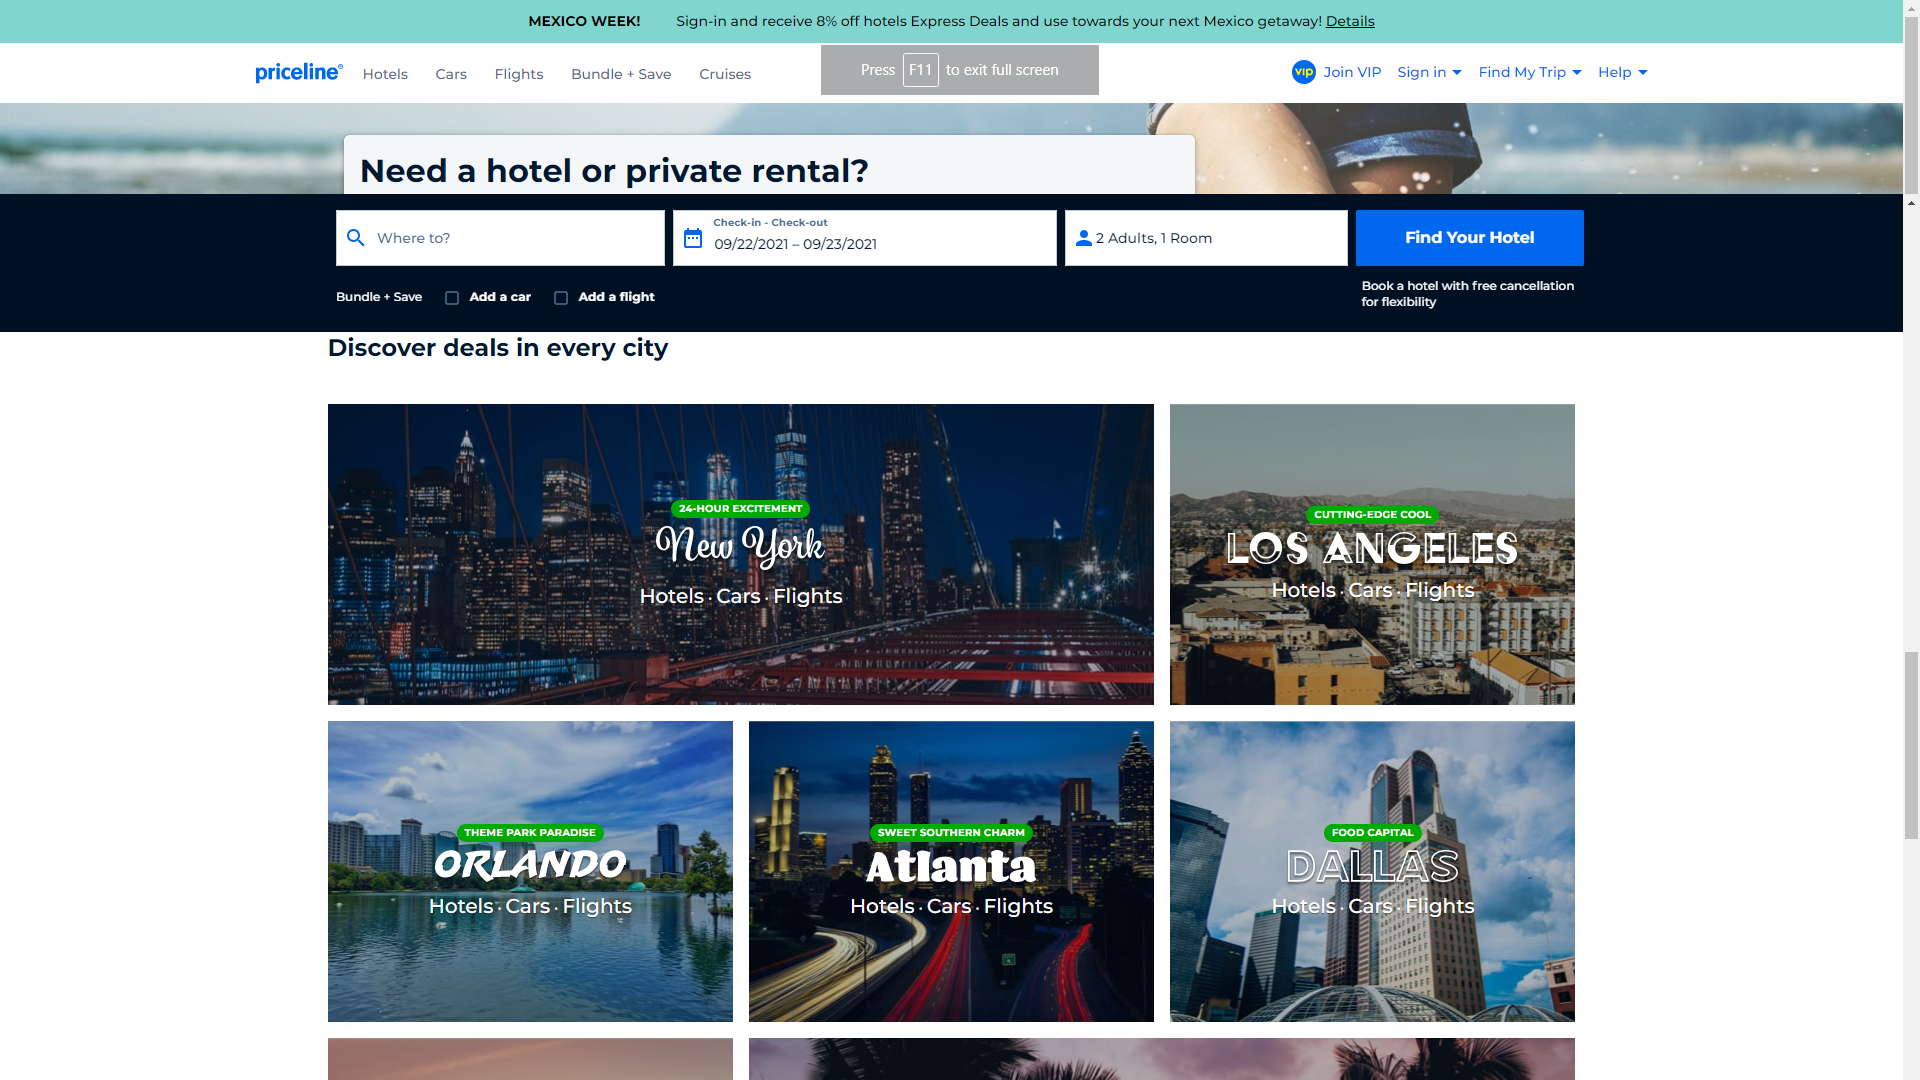 MEXICO WEEK! Sign-in and receive 8% off hotels Express Deals and use towards your next Mexico getaway! Details
priceline® Hotels Cars Flights Bundle + Save Cruises
Press F11 to exit full screen
VIP Join VIP Sign in Find My Trip Help
Need a hotel or private rental?
Where to?
Check-in - Check-out
09/22/2021 – 09/23/2021
2 Adults, 1 Room
Find Your Hotel
Bundle + Save Add a car Add a flight
Book a hotel with free cancellation
for flexibility
Discover deals in every city
24-HOUR EXCITEMENT
New York
Hotels · Cars · Flights
CUTTING-EDGE COOL
LOS ANGELES
Hotels · Cars · Flights
THEME PARK PARADISE
ORLANDO
Hotels · Cars · Flights
SWEET SOUTHERN CHARM
Atlanta
Hotels · Cars · Flights
FOOD CAPITAL
DALLAS
Hotels · Cars · Flights